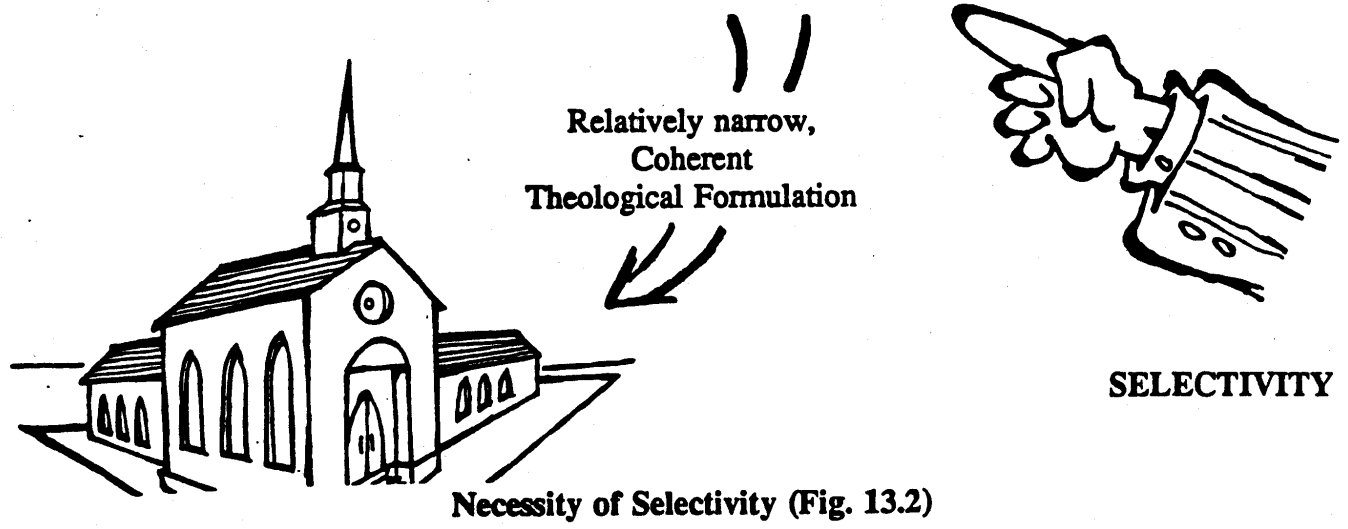 Relatively narrow,
Coherent
Theological Formulation
SELECTIVITY
Necessity of Selectivity (Fig. 13.2)